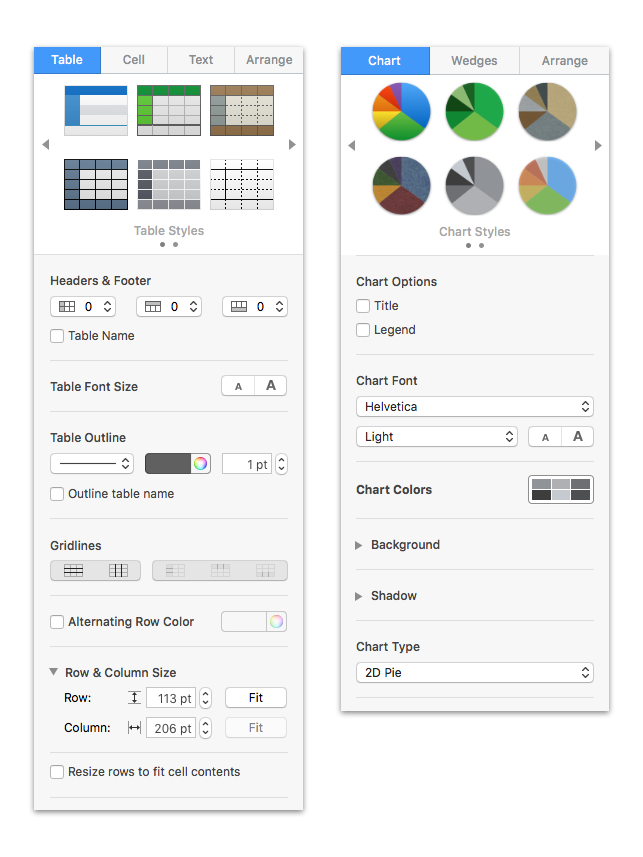 Table Cell Text Arrange
Table Styles
Headers & Footer
0 0 0
Table Name
Table Font Size A A
Table Outline
1 pt
Outline table name
Gridlines
Alternating Row Color
Row & Column Size
Row: 113 pt Fit
Column: 206 pt Fit
Resize rows to fit cell contents
Chart Wedges Arrange
Chart Styles
Chart Options
Title
Legend
Chart Font
Helvetica
Light A A
Chart Colors
Background
Shadow
Chart Type
2D Pie